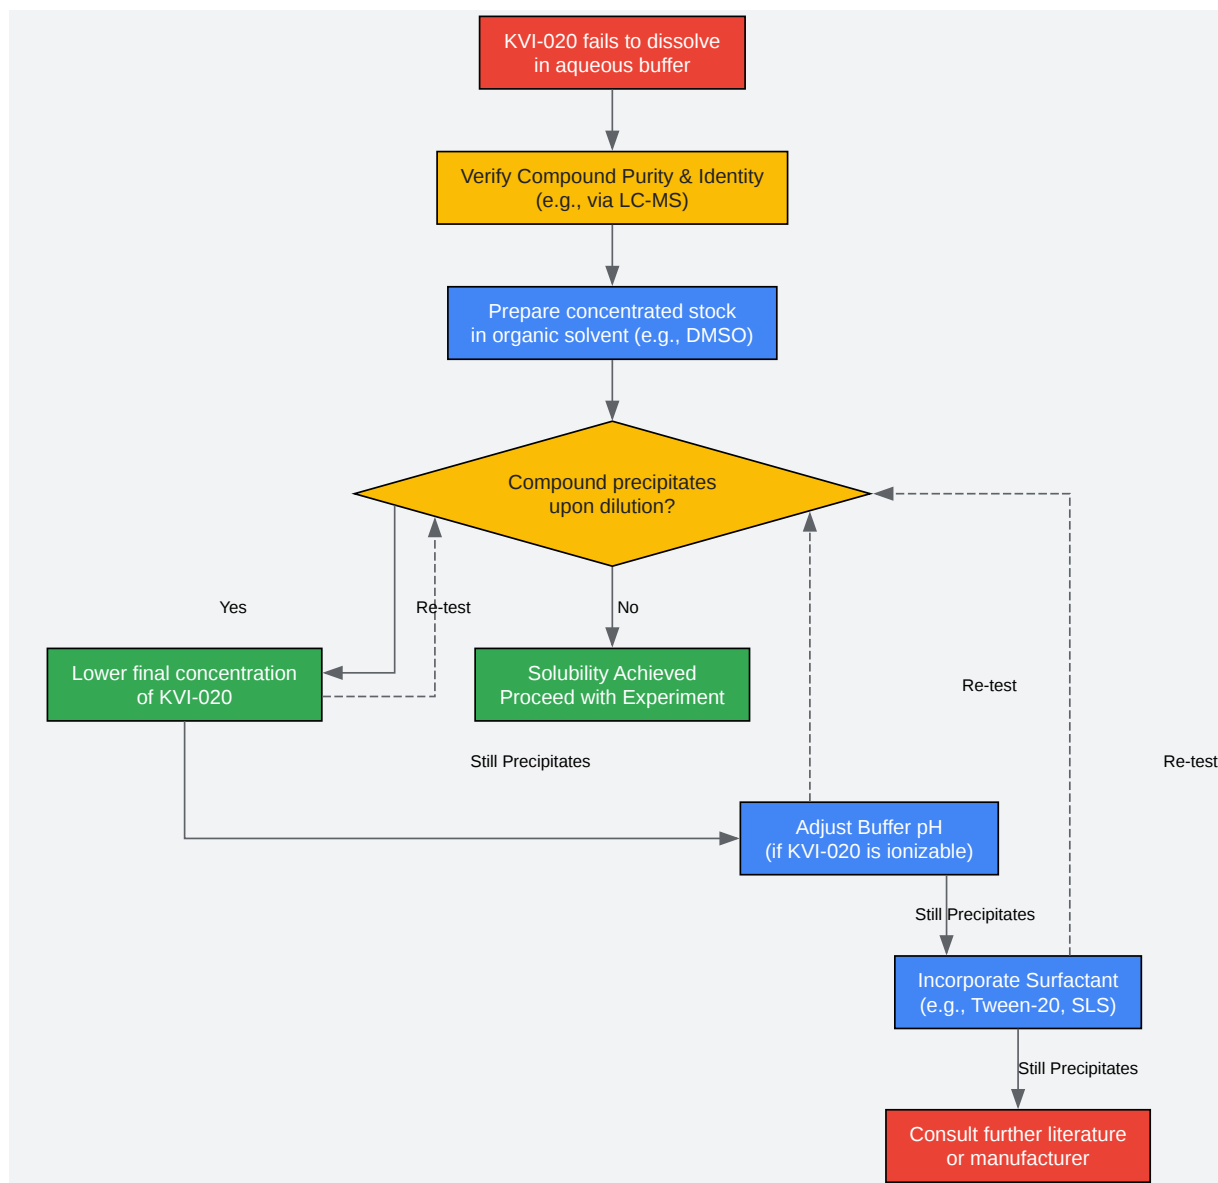 KVI-020 fails to dissolve
in aqueous buffer
Verify Compound Purity & Identity
(e.g., via LC-MS)
Prepare concentrated stock
in organic solvent (e.g., DMSO)
Compound precipitates
upon dilution?
Yes
Re-test
No
Lower final concentration
of KVI-020
Solubility Achieved
Proceed with Experiment
Re-test
Still Precipitates
Re-test
Adjust Buffer pH
(if KVI-020 is ionizable)
Still Precipitates
Incorporate Surfactant
(e.g., Tween-20, SLS)
Still Precipitates
Consult further literature
or manufacturer